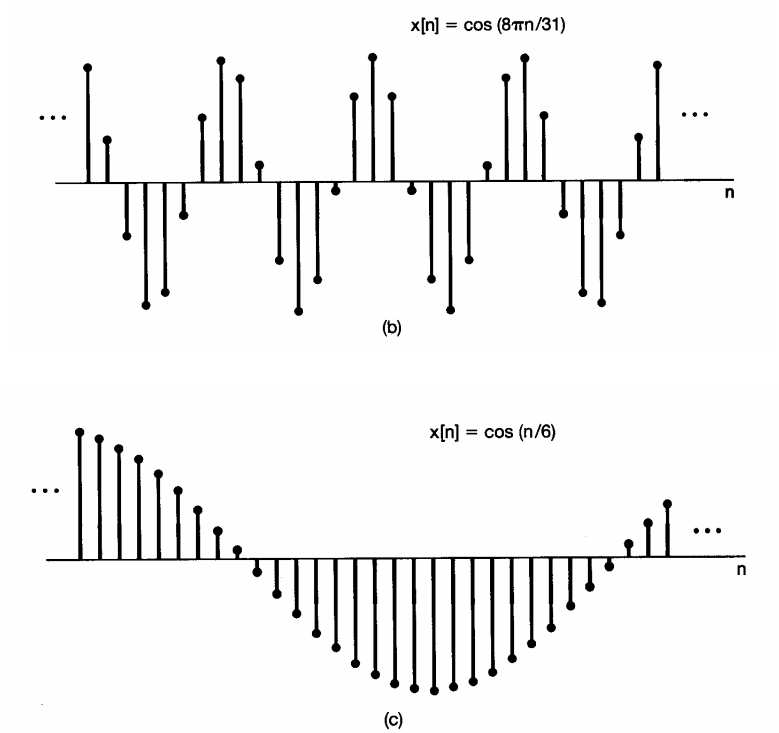 x[n] = cos (8πn/31)
... ...
n
(b)
x[n] = cos (n/6)
... ...
n
(c)